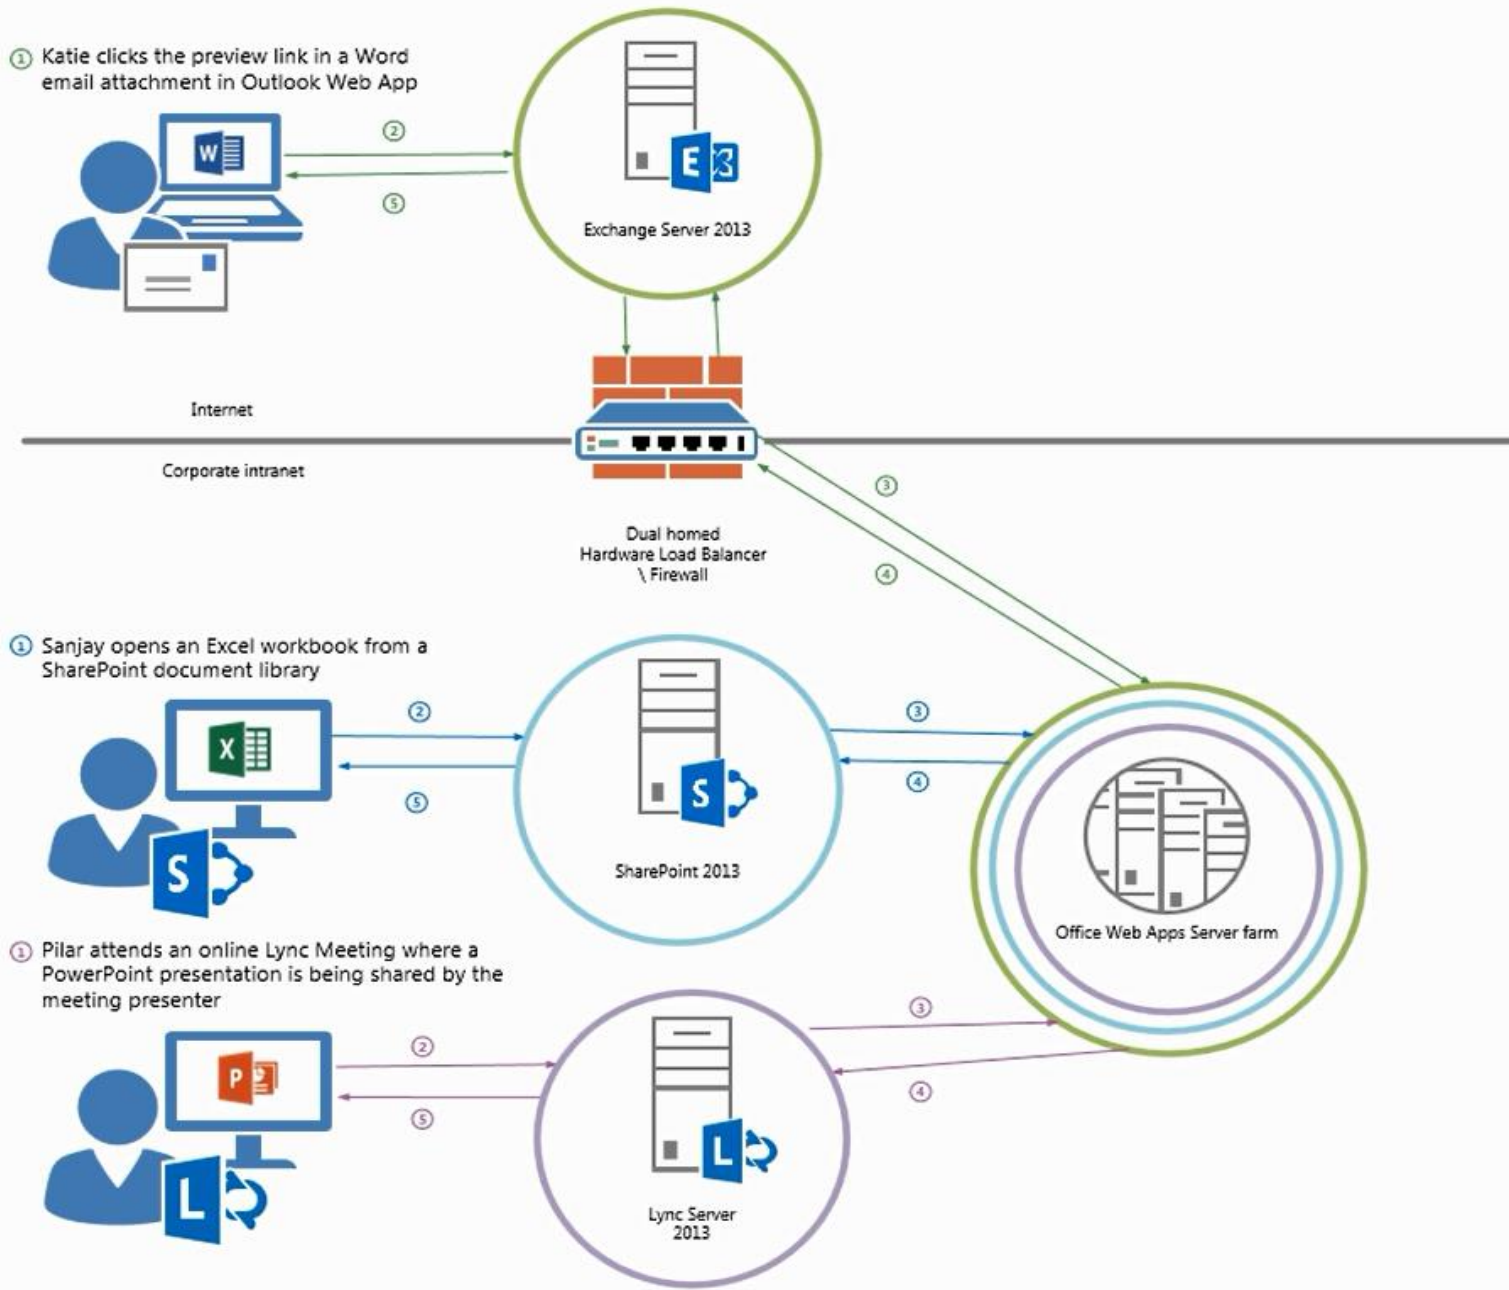 ① Katie clicks the preview link in a Word
email attachment in Outlook Web App
W
②
⑤
E
Exchange Server 2013
Internet
Corporate intranet
Dual homed
Hardware Load Balancer
\ Firewall
③
④
① Sanjay opens an Excel workbook from a
SharePoint document library
X
S
②
⑤
S
SharePoint 2013
③
④
Office Web Apps Server farm
① Pilar attends an online Lync Meeting where a
PowerPoint presentation is being shared by the
meeting presenter
P
L
②
⑤
L
Lync Server
2013
③
④